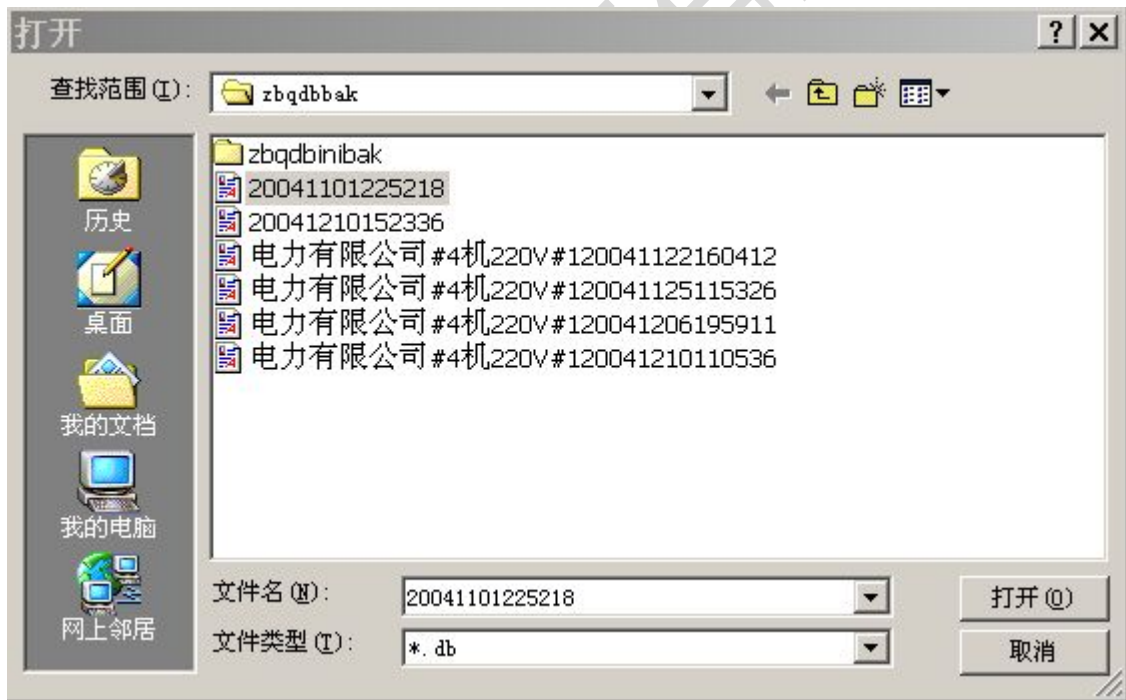 打开
查找范围(I):
zbqdbbak
历史
桌面
我的文档
我的电脑
网上邻居
zbqdbinibak
20041101225218
20041210152336
电力有限公司#4机220V#120041122160412
电力有限公司#4机220V#120041125115326
电力有限公司#4机220V#120041206195911
电力有限公司#4机220V#120041210110536
文件名(N):
20041101225218
打开(O)
文件类型(T):
*.db
取消